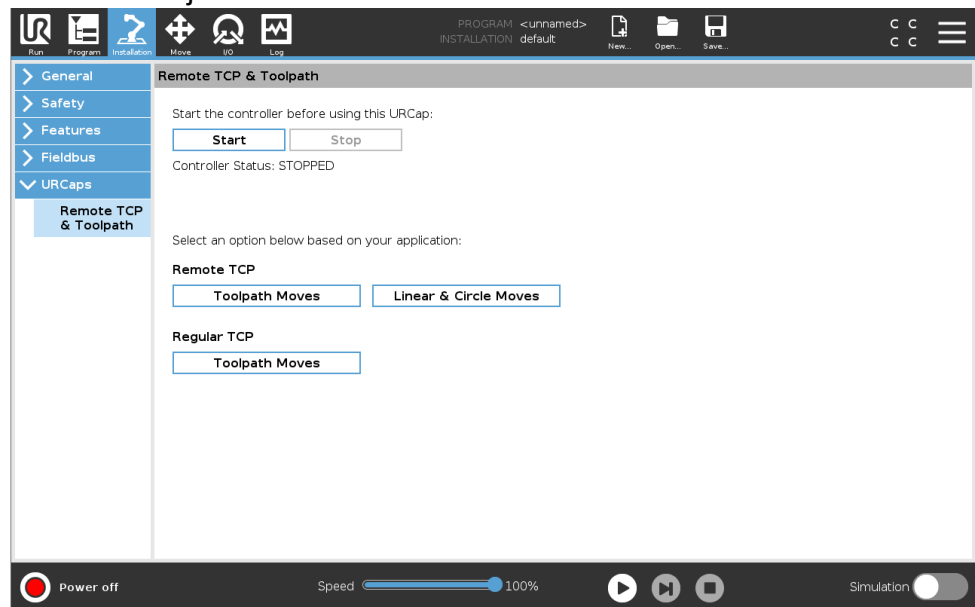 PROGRAM <unnamed>
INSTALLATION default
C C
C C
Run Program Installation Move I/O Log New... Open... Save...
General
Safety
Features
Fieldbus
URCaps
Remote TCP
& Toolpath
Remote TCP & Toolpath
Start the controller before using this URCap:
Start Stop
Controller Status: STOPPED
Select an option below based on your application:
Remote TCP
Toolpath Moves Linear & Circle Moves
Regular TCP
Toolpath Moves
Power off Speed 100% Simulation